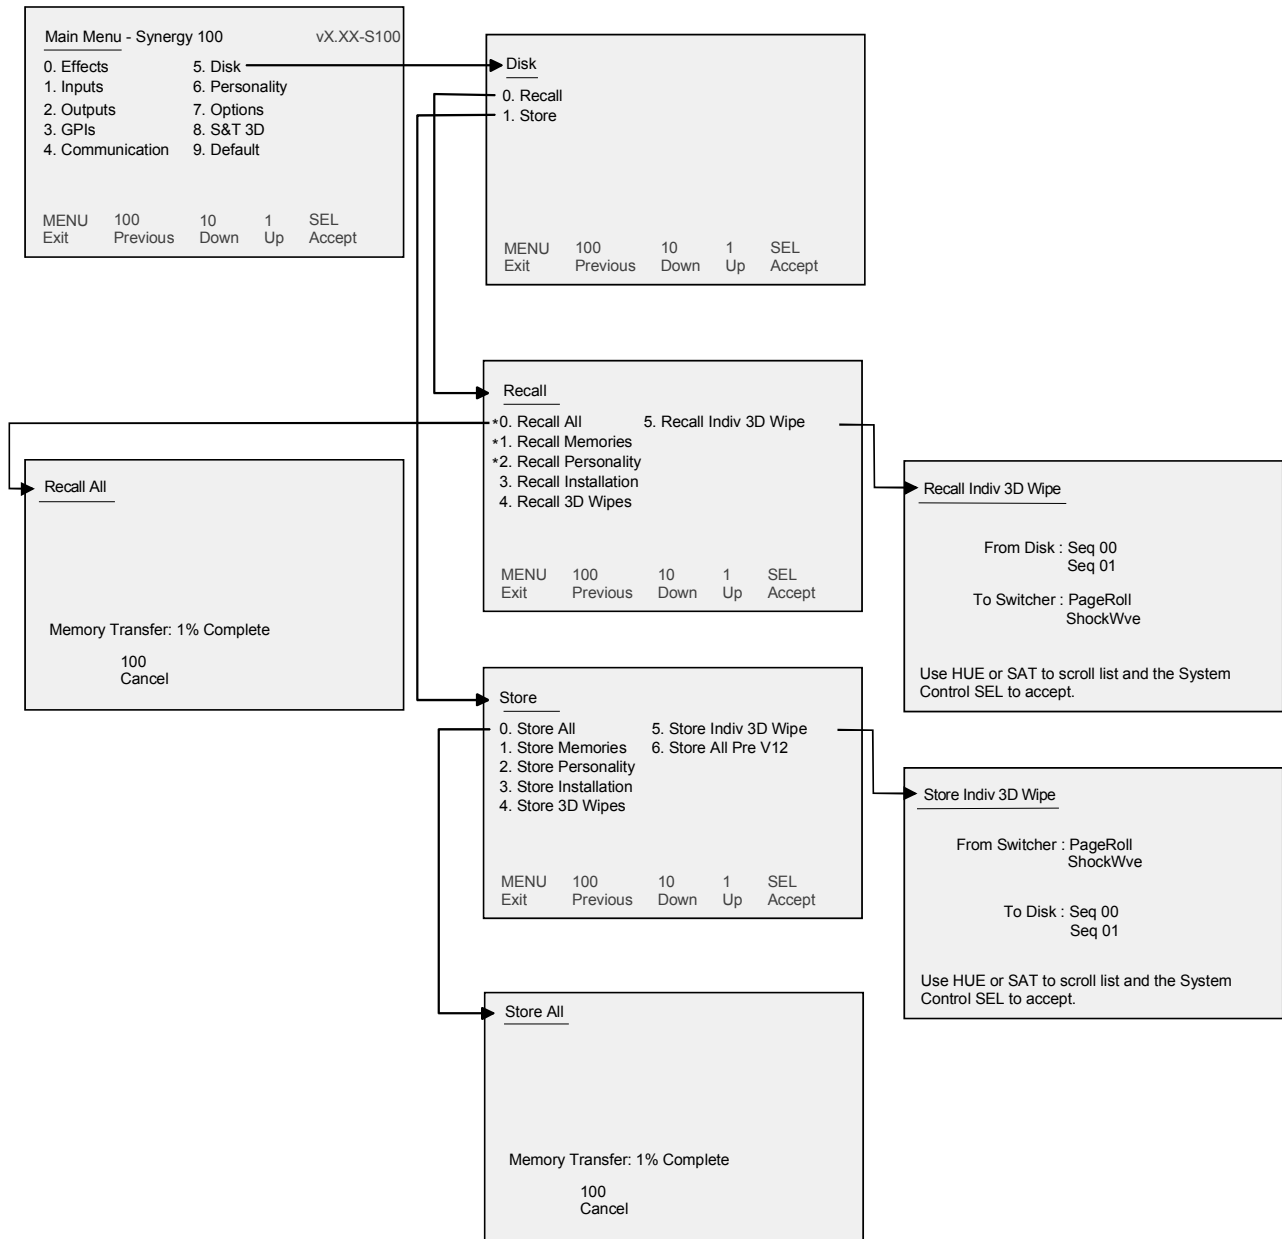 Main Menu - Synergy 100 vX.XX-S100
0. Effects 5. Disk
1. Inputs 6. Personality
2. Outputs 7. Options
3. GPIs 8. S&T 3D
4. Communication 9. Default
MENU 100 10 1 SEL
Exit Previous Down Up Accept
Disk
0. Recall
1. Store
MENU 100 10 1 SEL
Exit Previous Down Up Accept
Recall
*0. Recall All 5. Recall Indiv 3D Wipe
*1. Recall Memories
*2. Recall Personality
3. Recall Installation
4. Recall 3D Wipes
MENU 100 10 1 SEL
Exit Previous Down Up Accept
Recall All
Memory Transfer: 1% Complete
100
Cancel
Recall Indiv 3D Wipe
From Disk : Seq 00
Seq 01
To Switcher : PageRoll
ShockWve
Use HUE or SAT to scroll list and the System
Control SEL to accept.
Store
0. Store All 5. Store Indiv 3D Wipe
1. Store Memories 6. Store All Pre V12
2. Store Personality
3. Store Installation
4. Store 3D Wipes
MENU 100 10 1 SEL
Exit Previous Down Up Accept
Store Indiv 3D Wipe
From Switcher : PageRoll
ShockWve
To Disk : Seq 00
Seq 01
Use HUE or SAT to scroll list and the System
Control SEL to accept.
Store All
Memory Transfer: 1% Complete
100
Cancel